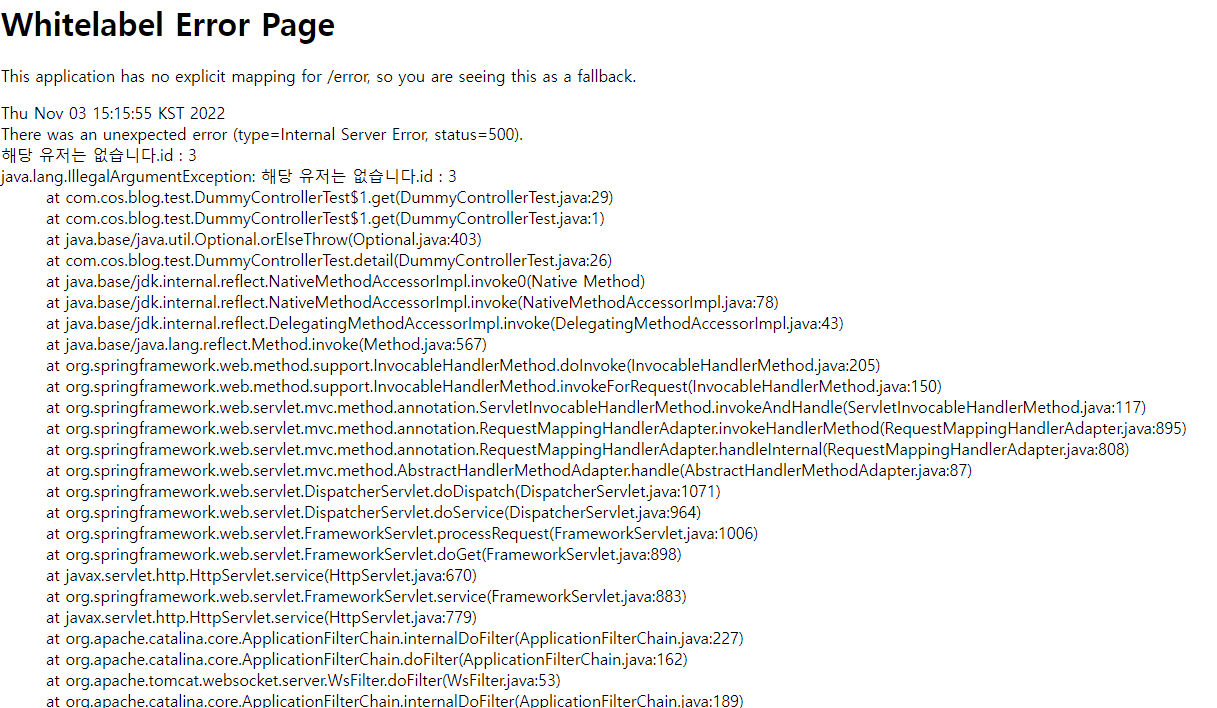 Whitelabel Error Page
This application has no explicit mapping for /error, so you are seeing this as a fallback.
Thu Nov 03 15:15:55 KST 2022
There was an unexpected error (type=Internal Server Error, status=500).
해당 유저는 없습니다.id : 3
java.lang.IllegalArgumentException: 해당 유저는 없습니다.id : 3
at com.cos.blog.test.DummyControllerTest$1.get(DummyControllerTest.java:29)
at com.cos.blog.test.DummyControllerTest$1.get(DummyControllerTest.java:1)
at java.base/java.util.Optional.orElseThrow(Optional.java:403)
at com.cos.blog.test.DummyControllerTest.detail(DummyControllerTest.java:26)
at java.base/jdk.internal.reflect.NativeMethodAccessorImpl.invoke0(Native Method)
at java.base/jdk.internal.reflect.NativeMethodAccessorImpl.invoke(NativeMethodAccessorImpl.java:78)
at java.base/jdk.internal.reflect.DelegatingMethodAccessorImpl.invoke(DelegatingMethodAccessorImpl.java:43)
at java.base/java.lang.reflect.Method.invoke(Method.java:567)
at org.springframework.web.method.support.InvocableHandlerMethod.doInvoke(InvocableHandlerMethod.java:205)
at org.springframework.web.method.support.InvocableHandlerMethod.invokeForRequest(InvocableHandlerMethod.java:150)
at org.springframework.web.servlet.mvc.method.annotation.ServletInvocableHandlerMethod.invokeAndHandle(ServletInvocableHandlerMethod.java:117)
at org.springframework.web.servlet.mvc.method.annotation.RequestMappingHandlerAdapter.invokeHandlerMethod(RequestMappingHandlerAdapter.java:895)
at org.springframework.web.servlet.mvc.method.annotation.RequestMappingHandlerAdapter.handleInternal(RequestMappingHandlerAdapter.java:808)
at org.springframework.web.servlet.mvc.method.AbstractHandlerMethodAdapter.handle(AbstractHandlerMethodAdapter.java:87)
at org.springframework.web.servlet.DispatcherServlet.doDispatch(DispatcherServlet.java:1071)
at org.springframework.web.servlet.DispatcherServlet.doService(DispatcherServlet.java:964)
at org.springframework.web.servlet.FrameworkServlet.processRequest(FrameworkServlet.java:1006)
at org.springframework.web.servlet.FrameworkServlet.doGet(FrameworkServlet.java:898)
at javax.servlet.http.HttpServlet.service(HttpServlet.java:670)
at org.springframework.web.servlet.FrameworkServlet.service(FrameworkServlet.java:883)
at javax.servlet.http.HttpServlet.service(HttpServlet.java:779)
at org.apache.catalina.core.ApplicationFilterChain.internalDoFilter(ApplicationFilterChain.java:227)
at org.apache.catalina.core.ApplicationFilterChain.doFilter(ApplicationFilterChain.java:162)
at org.apache.tomcat.websocket.server.WsFilter.doFilter(WsFilter.java:53)
at org.apache.catalina.core.ApplicationFilterChain.internalDoFilter(ApplicationFilterChain.java:189)